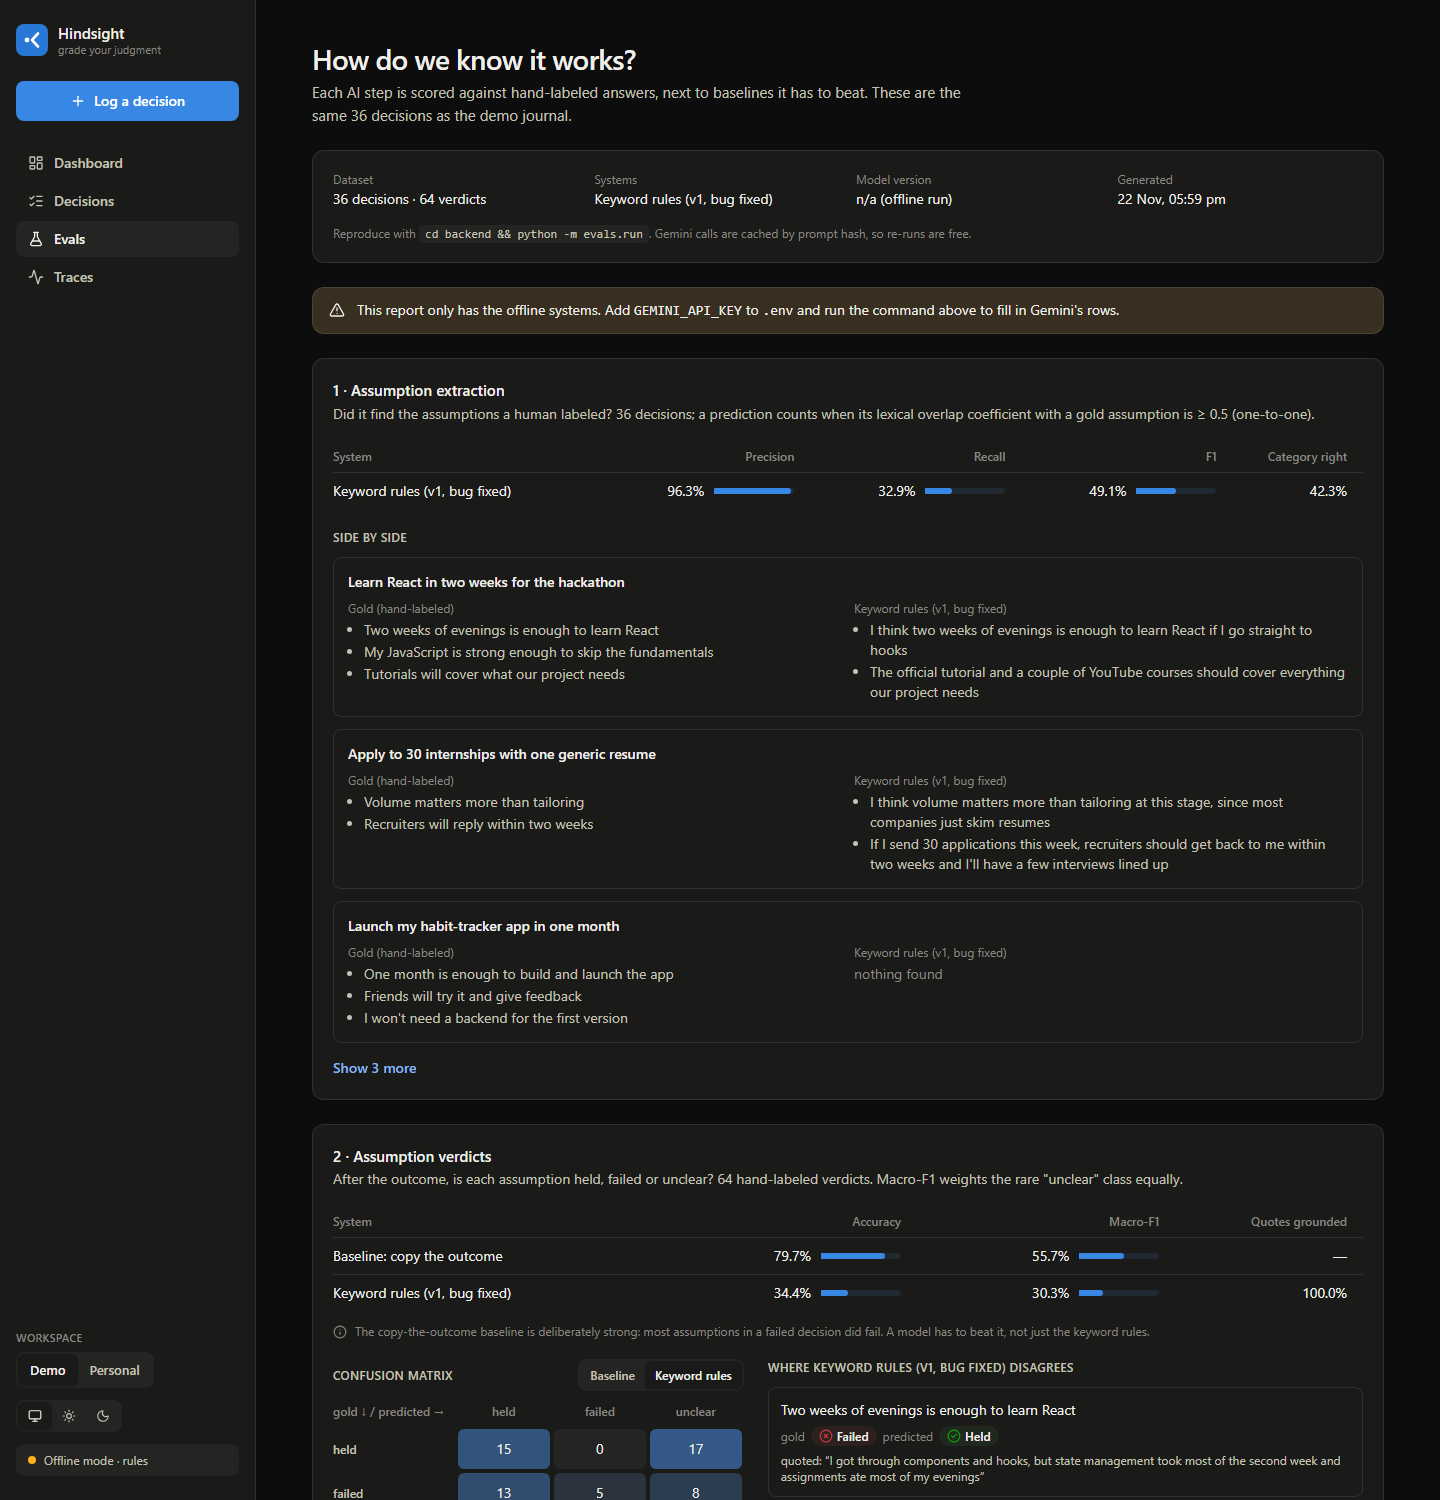 Hindsight
grade your judgment
+ Log a decision
Dashboard
Decisions
Evals
Traces
WORKSPACE
Demo
Personal
Offline mode · rules
How do we know it works?
Each AI step is scored against hand-labeled answers, next to baselines it has to beat. These are the
same 36 decisions as the demo journal.
Dataset
36 decisions · 64 verdicts
Systems
Keyword rules (v1, bug fixed)
Model version
n/a (offline run)
Generated
22 Nov, 05:59 pm
Reproduce with cd backend && python -m evals.run. Gemini calls are cached by prompt hash, so re-runs are free.
This report only has the offline systems. Add GEMINI_API_KEY to .env and run the command above to fill in Gemini's rows.
1 · Assumption extraction
Did it find the assumptions a human labeled? 36 decisions; a prediction counts when its lexical overlap coefficient with a gold assumption is ≥ 0.5 (one-to-one).
System Precision Recall F1 Category right
Keyword rules (v1, bug fixed) 96.3% 32.9% 49.1% 42.3%
SIDE BY SIDE
Learn React in two weeks for the hackathon
Gold (hand-labeled)
• Two weeks of evenings is enough to learn React
• My JavaScript is strong enough to skip the fundamentals
• Tutorials will cover what our project needs
Keyword rules (v1, bug fixed)
• I think two weeks of evenings is enough to learn React if I go straight to
hooks
• The official tutorial and a couple of YouTube courses should cover everything
our project needs
Apply to 30 internships with one generic resume
Gold (hand-labeled)
• Volume matters more than tailoring
• Recruiters will reply within two weeks
Keyword rules (v1, bug fixed)
• I think volume matters more than tailoring at this stage, since most
companies just skim resumes
• If I send 30 applications this week, recruiters should get back to me within
two weeks and I'll have a few interviews lined up
Launch my habit-tracker app in one month
Gold (hand-labeled)
• One month is enough to build and launch the app
• Friends will try it and give feedback
• I won't need a backend for the first version
Keyword rules (v1, bug fixed)
nothing found
Show 3 more
2 · Assumption verdicts
After the outcome, is each assumption held, failed or unclear? 64 hand-labeled verdicts. Macro-F1 weights the rare "unclear" class equally.
System Accuracy Macro-F1 Quotes grounded
Baseline: copy the outcome 79.7% 55.7% —
Keyword rules (v1, bug fixed) 34.4% 30.3% 100.0%
The copy-the-outcome baseline is deliberately strong: most assumptions in a failed decision did fail. A model has to beat it, not just the keyword rules.
CONFUSION MATRIX
Baseline
Keyword rules
gold ↓ / predicted → held failed unclear
held 15 0 17
failed 13 5 8
WHERE KEYWORD RULES (V1, BUG FIXED) DISAGREES
Two weeks of evenings is enough to learn React
gold Failed predicted Held
quoted: “I got through components and hooks, but state management took most of the second week and
assignments ate most of my evenings”